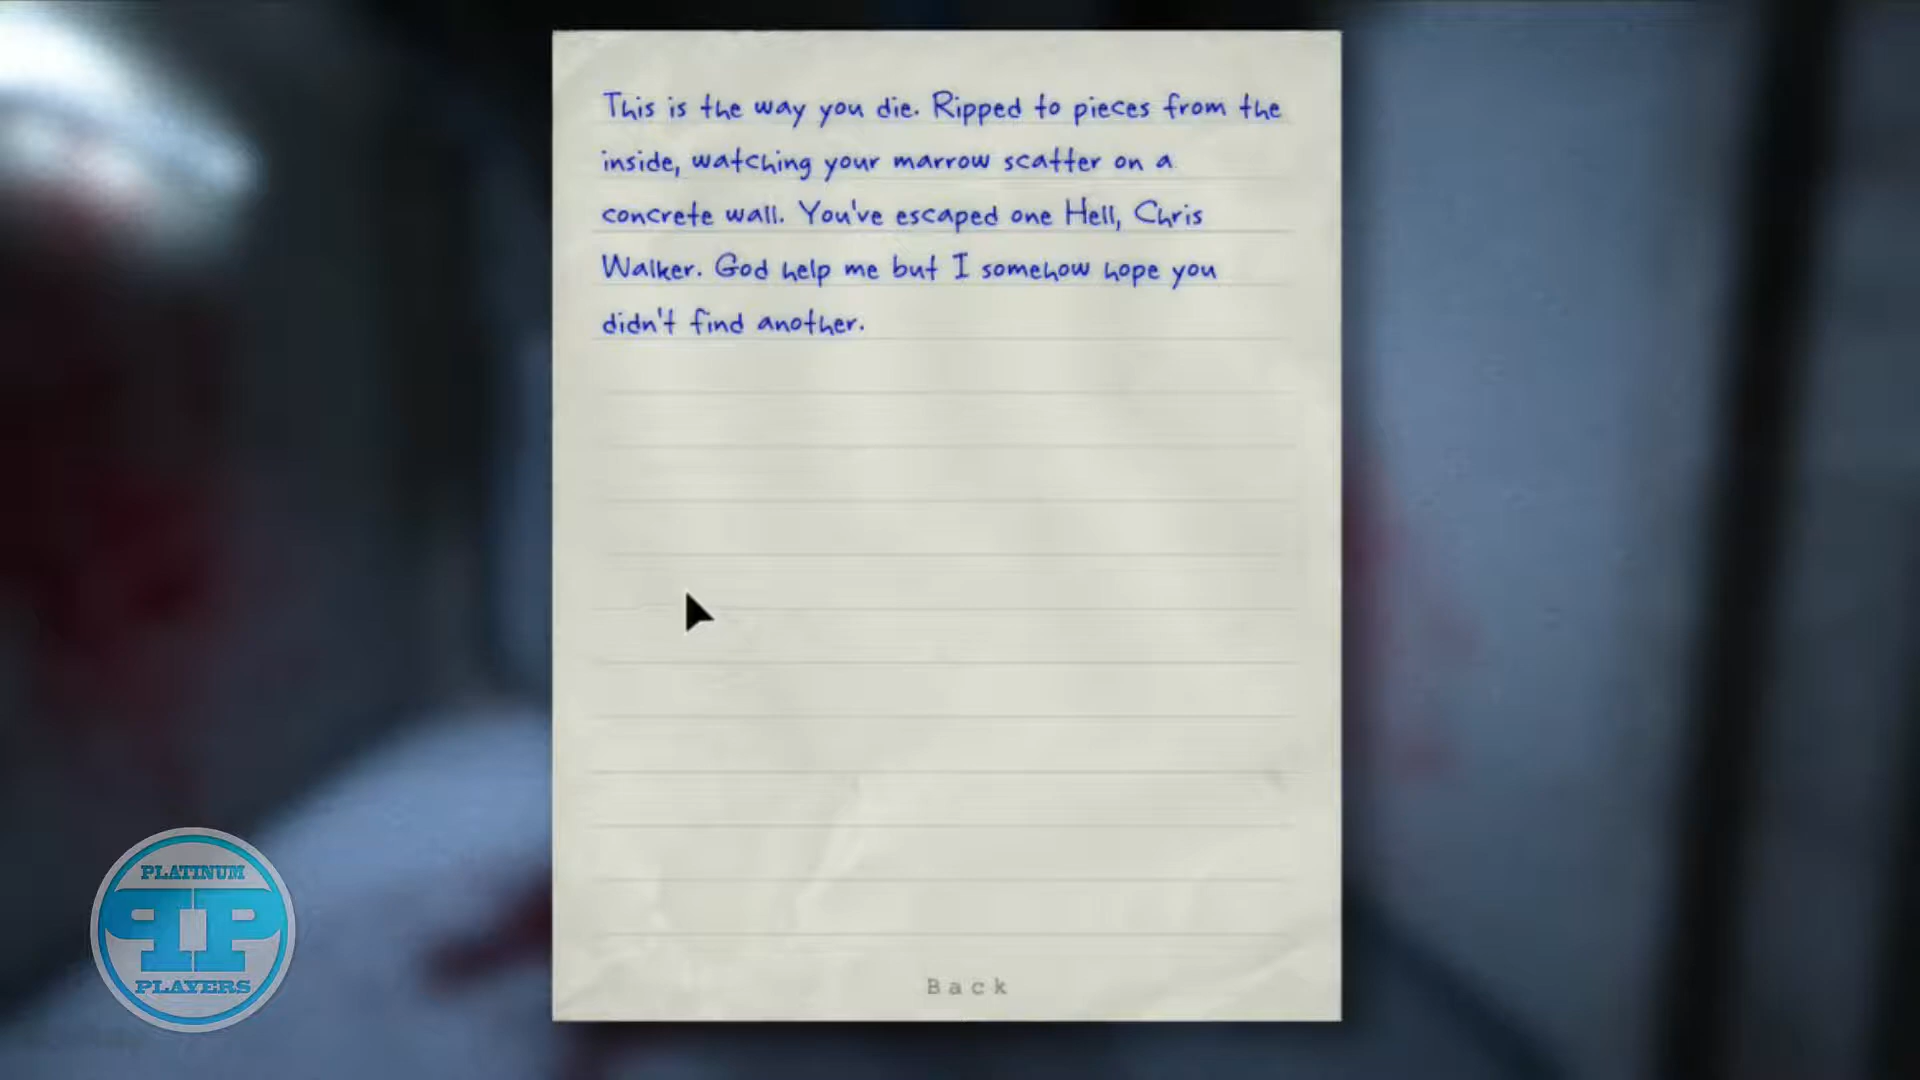 This is the way you die. Ripped to pieces from the
inside, watching your marrow scatter on a
concrete wall. You've escaped one Hell, Chris
Walker. God help me but I somehow hope you
didn't find another.
Back
PLATINUM
PP
PLAYERS